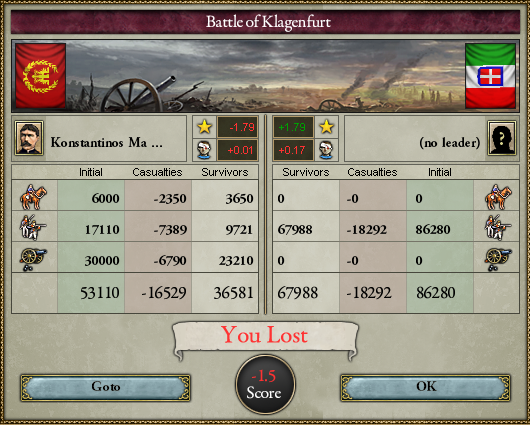 Battle of Klagenfurt
Konstantinos Ma ...
-1.79
+0.01
+1.79
+0.17
(no leader)
Initial Casualties Survivors Survivors Casualties Initial
6000 -2350 3650 0 -0 0
17110 -7389 9721 67988 -18292 86280
30000 -6790 23210 0 -0 0
53110 -16529 36581 67988 -18292 86280
You Lost
-1.5
Score
Goto
OK